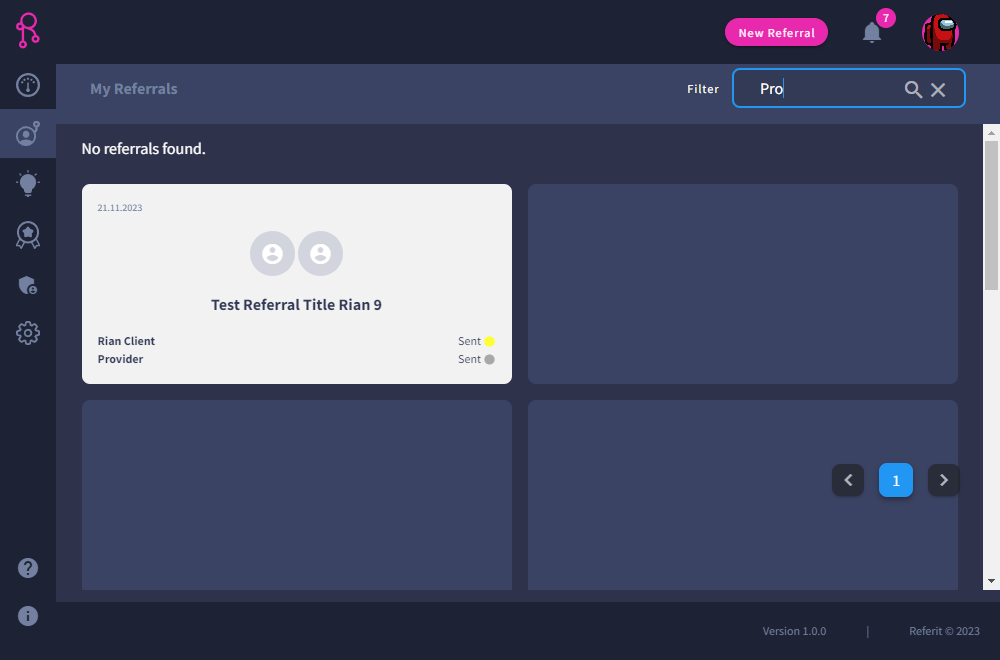 New Referral
7
My Referrals
Filter
Pro
No referrals found.
21.11.2023
Test Referral Title Rian 9
Rian Client
Sent
Provider
Sent
1
Version 1.0.0
|
Referit © 2023